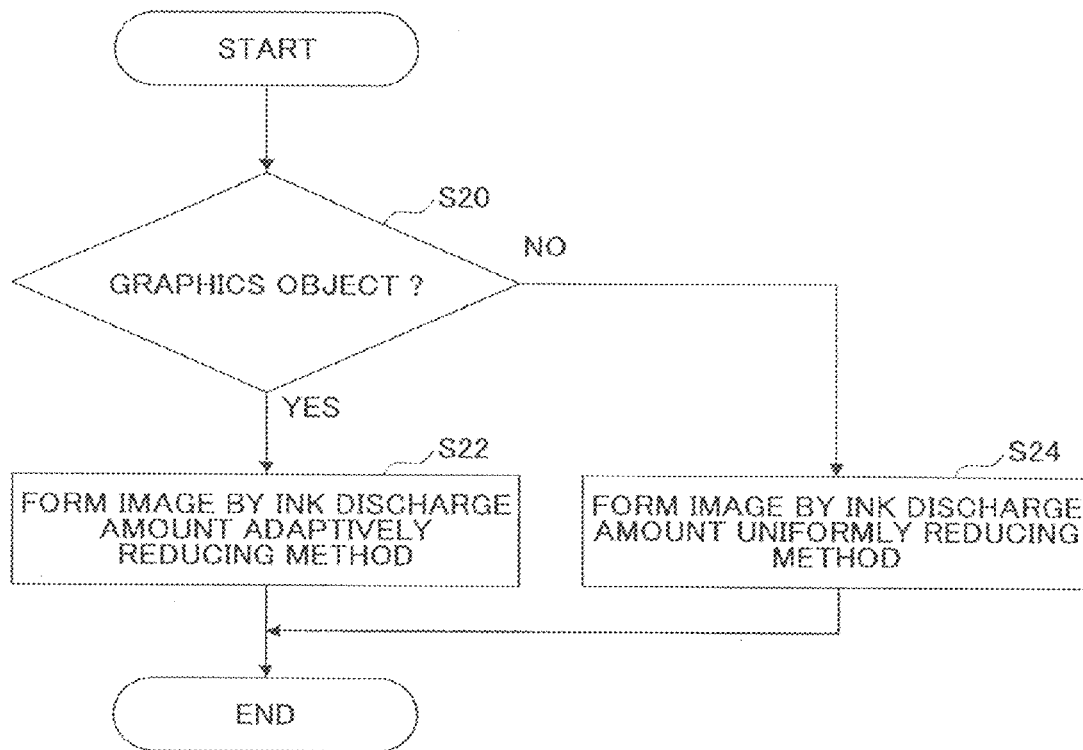 START
S20
NO
GRAPHICS OBJECT ?
YES
S22
FORM IMAGE BY INK DISCHARGE
AMOUNT ADAPTIVELY
REDUCING METHOD
S24
FORM IMAGE BY INK DISCHARGE
AMOUNT UNIFORMLY REDUCING
METHOD
END